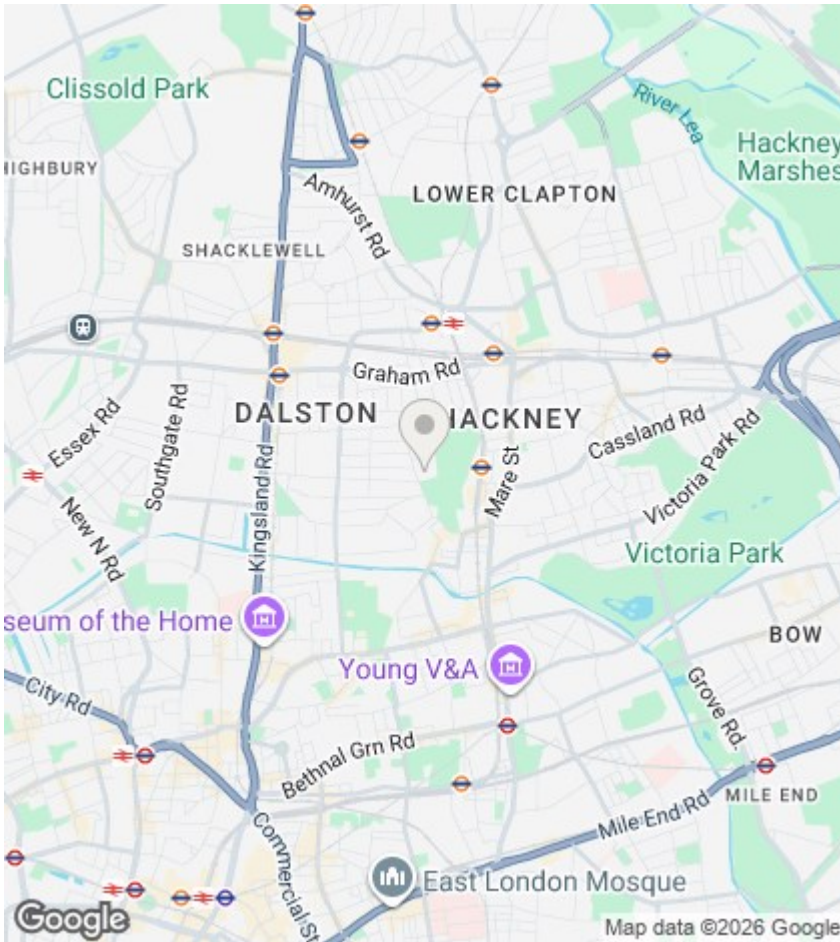 Clissold Park
River Lea
Hackney
Marshes
HIGHBURY
Amhurst Rd
LOWER CLAPTON
SHACKLEWELL
Graham Rd
DALSTON
HACKNEY
Essex Rd
Southgate Rd
Kingsland Rd
Cassland Rd
Mare St
Victoria Park Rd
New N Rd
Victoria Park
seum of the Home
BOW
Young V&A
City Rd
Grove Rd.
Bethnal Grn Rd
MILE END
Mile End Rd
Commercial St
East London Mosque
Google
Map data ©2026 Google